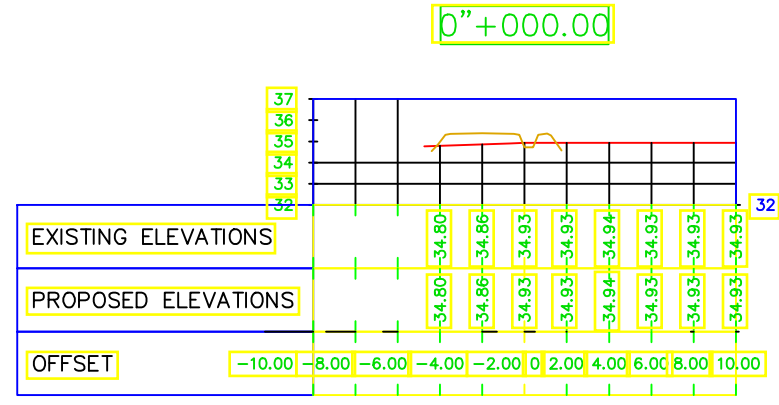 0"+000.00
37
36
35
34
33
32
32
EXISTING ELEVATIONS 34.80 34.86 34.93 34.93 34.94 34.93 34.93 34.93
PROPOSED ELEVATIONS 34.80 34.86 34.93 34.93 34.94 34.93 34.93 34.93
OFFSET -10.00 -8.00 -6.00 -4.00 -2.00 0 2.00 4.00 6.00 8.00 10.00